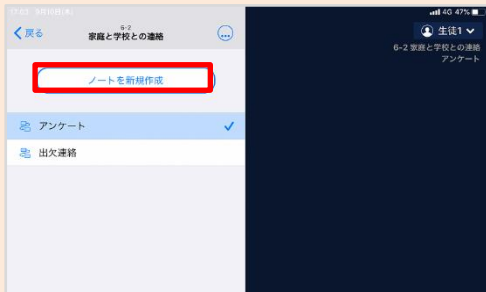 17:03 9月10日(木)
4G 47%
戻る
6-2
家庭と学校との連絡
生徒1
6-2 家庭と学校との連絡
アンケート
ノートを新規作成
アンケート
出欠連絡